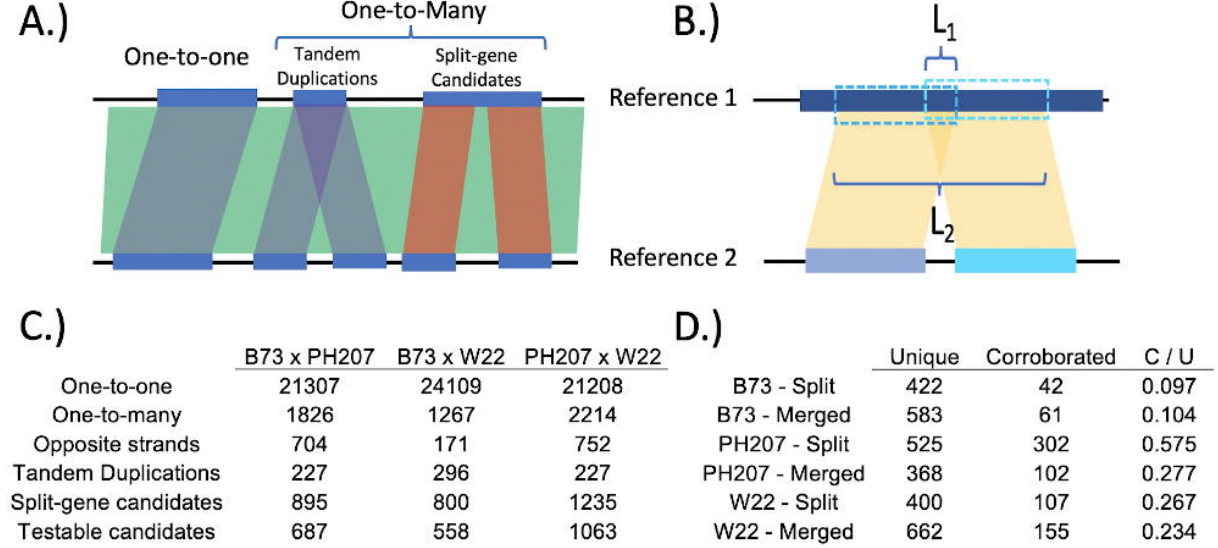 A.)
One-to-Many
One-to-one
Tandem
Duplications
Split-gene
Candidates
B.)
L1
Reference 1
L2
Reference 2
C.)
B73 x PH207 B73 x W22 PH207 x W22
One-to-one 21307 24109 21208
One-to-many 1826 1267 2214
Opposite strands 704 171 752
Tandem Duplications 227 296 227
Split-gene candidates 895 800 1235
Testable candidates 687 558 1063
D.)
Unique Corroborated C / U
B73 - Split 422 42 0.097
B73 - Merged 583 61 0.104
PH207 - Split 525 302 0.575
PH207 - Merged 368 102 0.277
W22 - Split 400 107 0.267
W22 - Merged 662 155 0.234